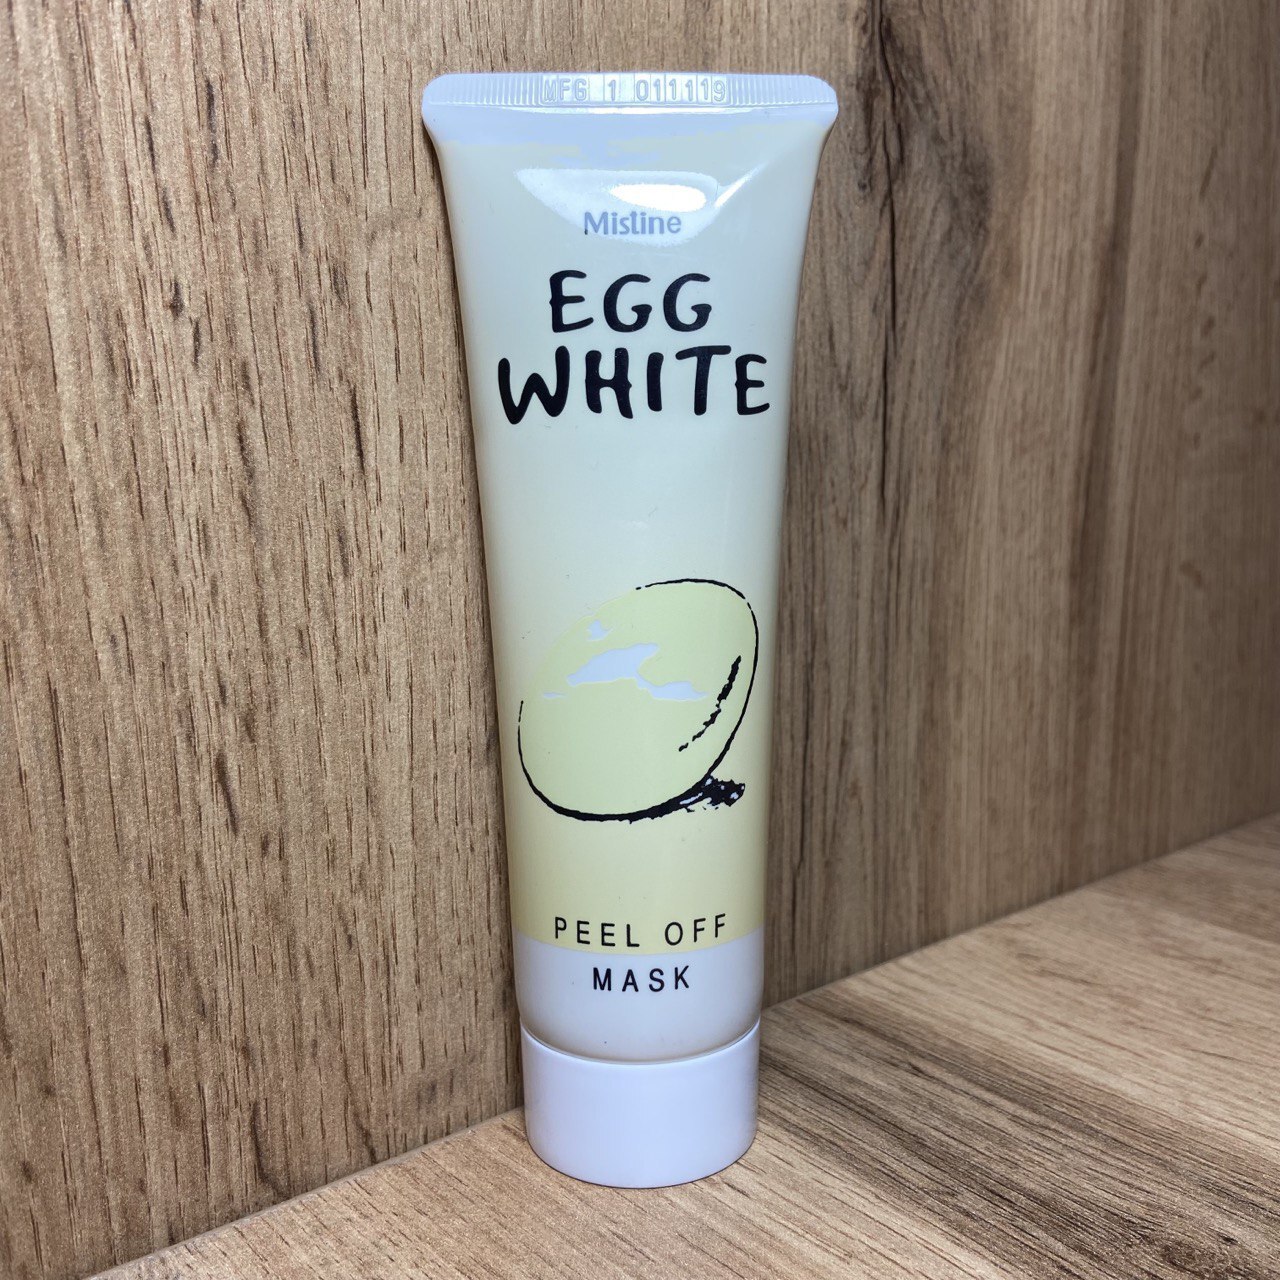 MFG 1 011119
Mistine
EGG
WHITE
PEEL OFF
MASK